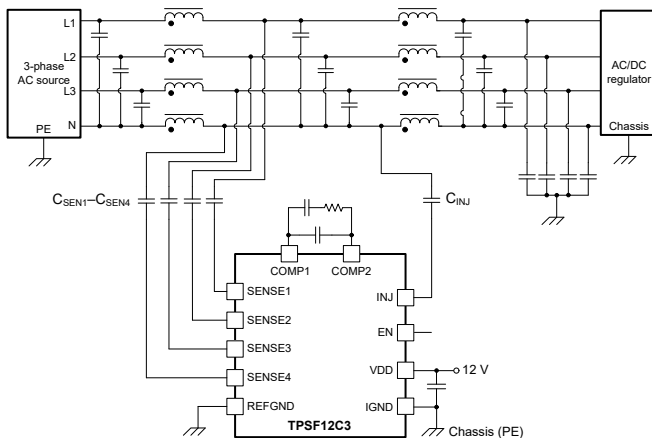 L1
L2
3-phase
AC source
L3
PE
N
AC/DC
regulator
Chassis
CSEN1–CSEN4
CINJ
COMP1
COMP2
SENSE1
INJ
SENSE2
EN
SENSE3
VDD
12 V
SENSE4
REFGND
IGND
TPSF12C3
Chassis (PE)